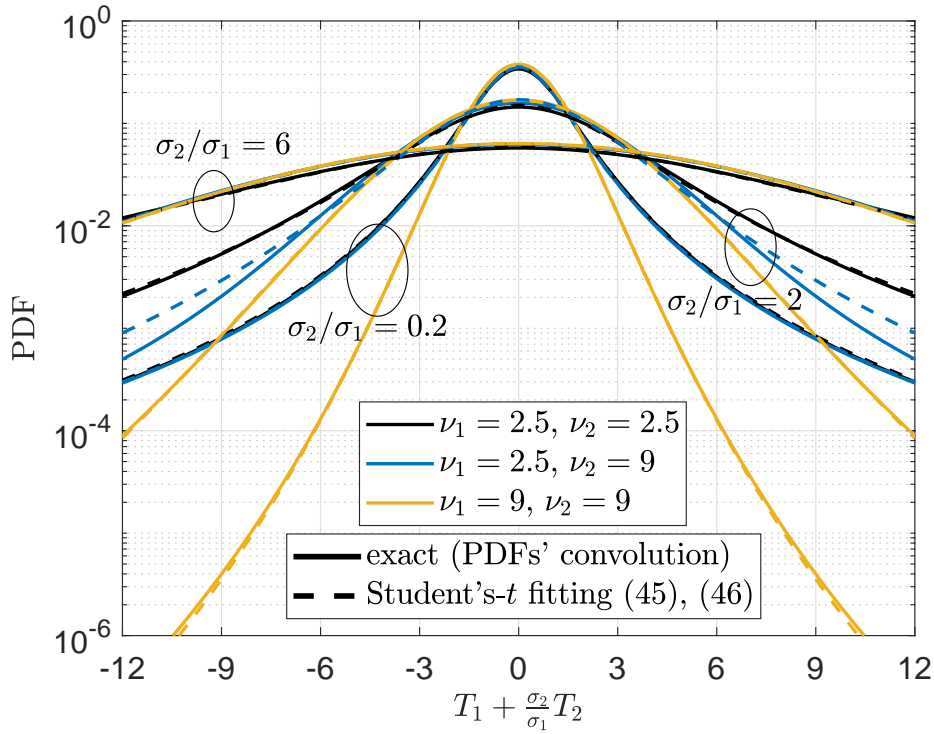 10^0
10^-2
10^-4
10^-6
PDF
σ₂/σ₁ = 6
σ₂/σ₁ = 0.2
σ₂/σ₁ = 2
ν₁ = 2.5, ν₂ = 2.5
ν₁ = 2.5, ν₂ = 9
ν₁ = 9, ν₂ = 9
exact (PDFs' convolution)
Student's-t fitting (45), (46)
-12 -9 -6 -3 0 3 6 9 12
T₁ + σ₂/σ₁ T₂